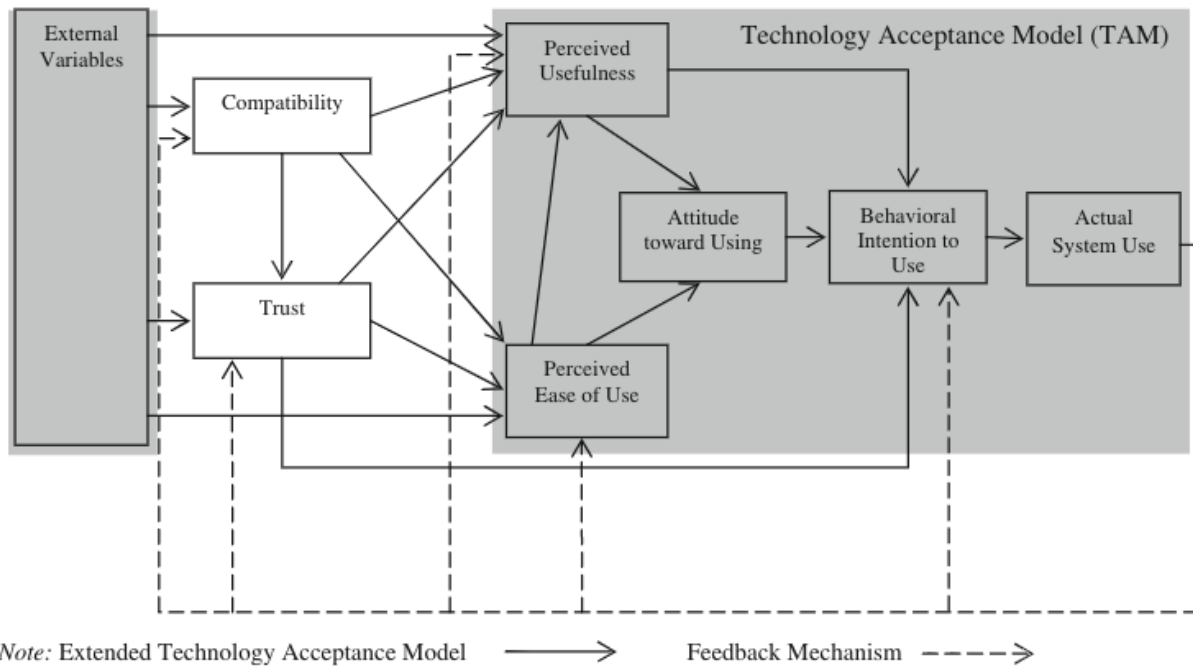 External
Variables
Technology Acceptance Model (TAM)
Perceived
Usefulness
Compatibility
Attitude
toward Using
Behavioral
Intention to
Use
Actual
System Use
Trust
Perceived
Ease of Use
Note: Extended Technology Acceptance Model
Feedback Mechanism